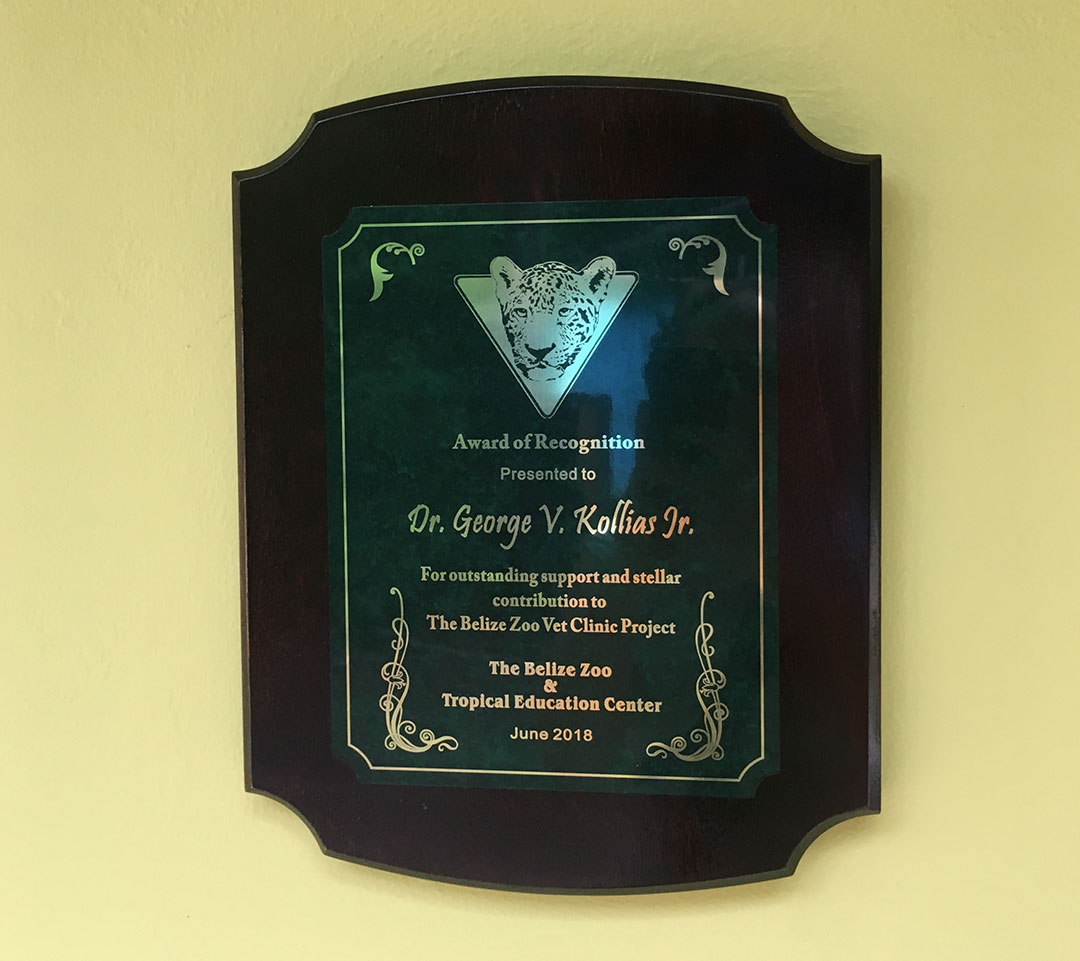 Award of Recognition
Presented to
Dr. George V. Kollias Jr.
For outstanding support and stellar
contribution to
The Belize Zoo Vet Clinic Project
The Belize Zoo
&
Tropical Education Center
June 2018